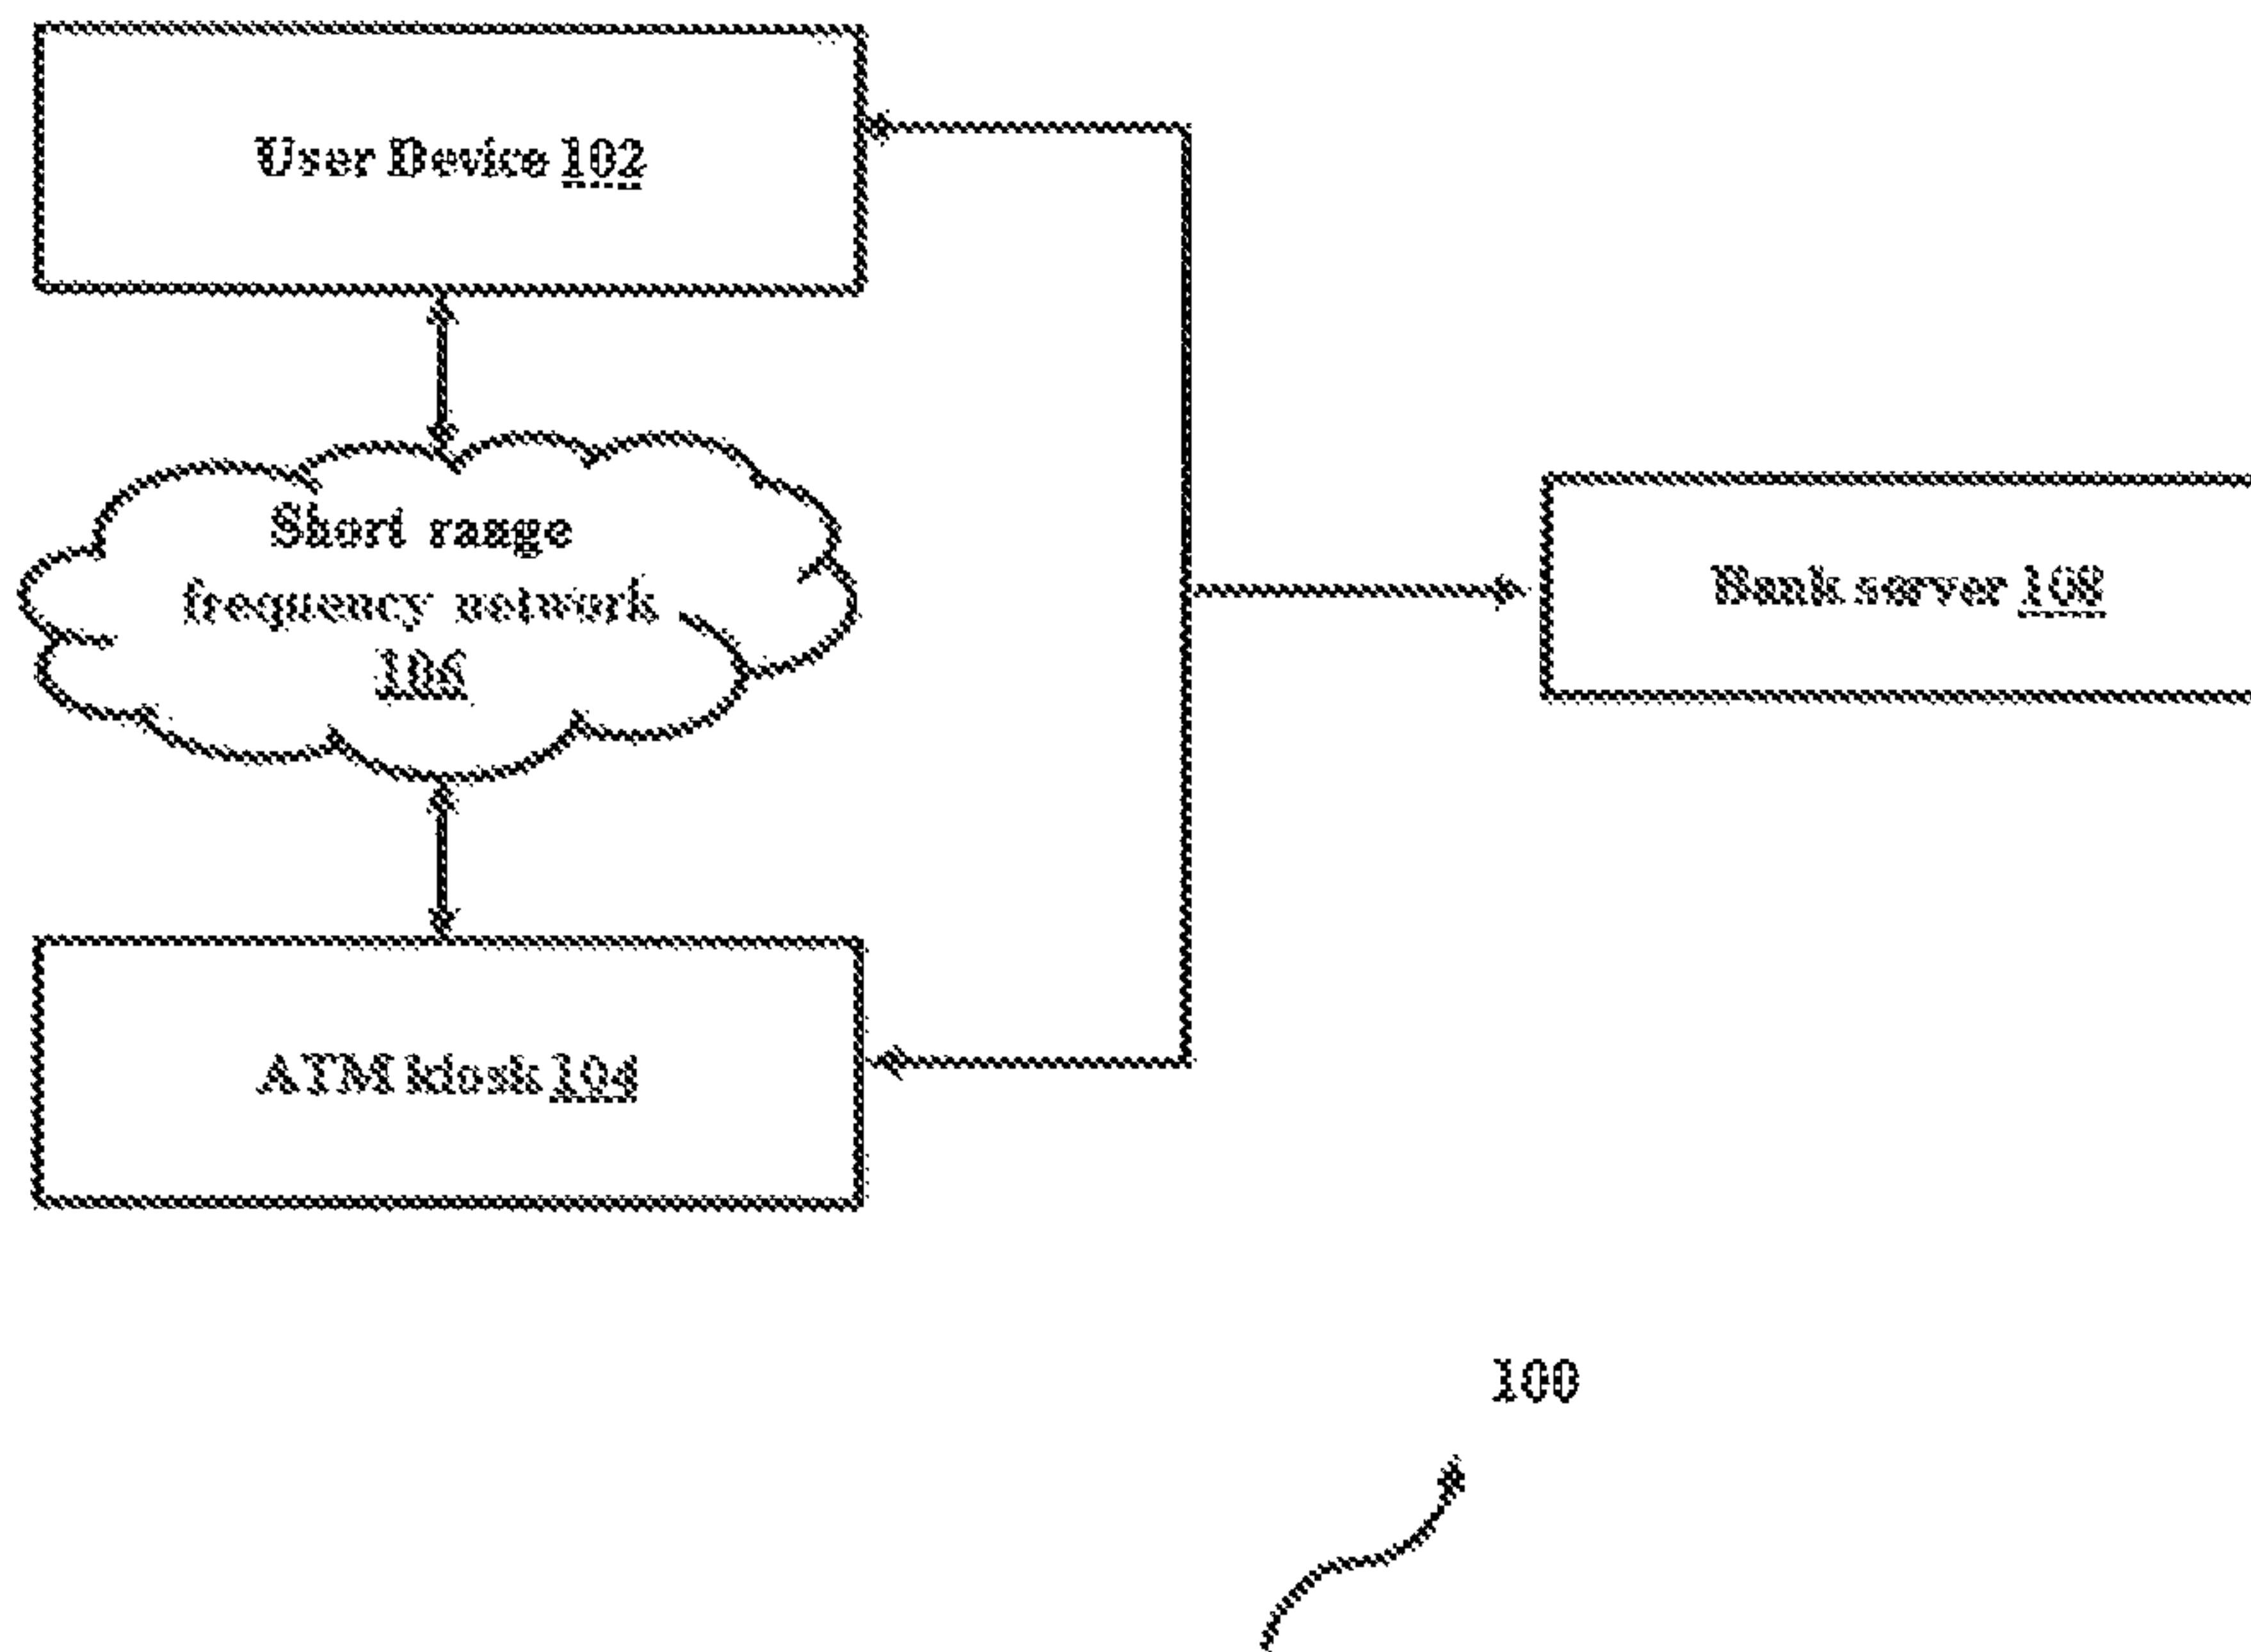 User Device 102
Short range
frequency network
106
Bank server 108
ATM kiosk 104
100